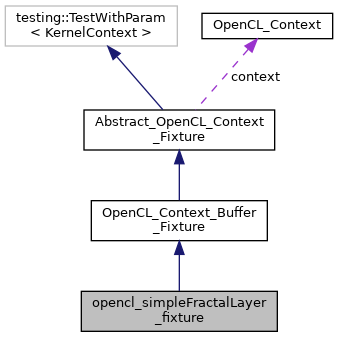 testing::TestWithParam
< KernelContext >
OpenCL_Context
context
Abstract_OpenCL_Context
_Fixture
OpenCL_Context_Buffer
_Fixture
opencl_simpleFractalLayer
_fixture